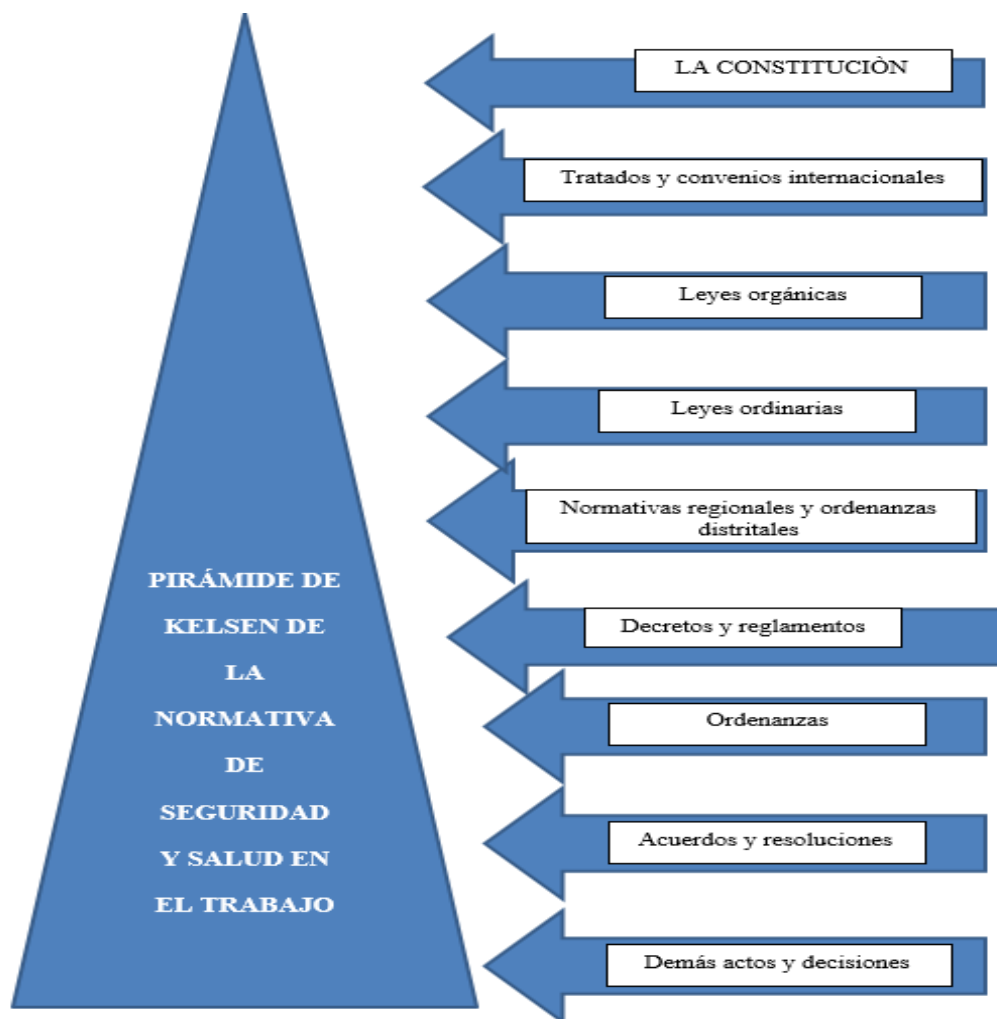 LA CONSTITUCIÒN
Tratados y convenios internacionales
Leyes orgánicas
Leyes ordinarias
Normativas regionales y ordenanzas
distritales
Decretos y reglamentos
Ordenanzas
Acuerdos y resoluciones
Demás actos y decisiones
PIRÁMIDE DE
KELSEN DE
LA
NORMATIVA
DE
SEGURIDAD
Y SALUD EN
EL TRABAJO